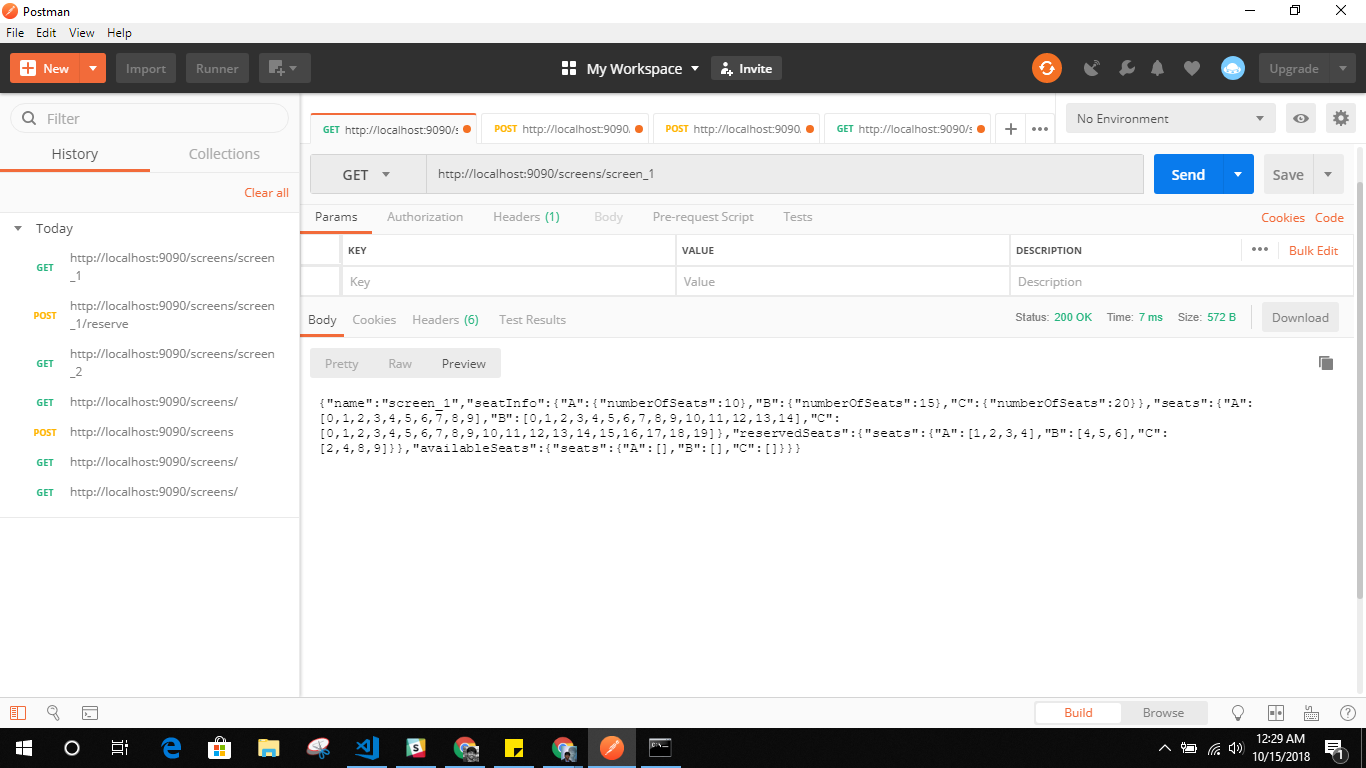 Postman
File Edit View Help
New Import Runner My Workspace Invite Upgrade
Filter
History Collections
Clear all
Today
GET http://localhost:9090/screens/screen
_1
POST http://localhost:9090/screens/screen
_1/reserve
GET http://localhost:9090/screens/screen
_2
GET http://localhost:9090/screens/
POST http://localhost:9090/screens
GET http://localhost:9090/screens/
GET http://localhost:9090/screens/
GET http://localhost:9090/s POST http://localhost:9090, POST http://localhost:9090, GET http://localhost:9090/s No Environment
GET http://localhost:9090/screens/screen_1 Send Save
Params Authorization Headers (1) Body Pre-request Script Tests Cookies Code
KEY VALUE DESCRIPTION Bulk Edit
Key Value Description
Body Cookies Headers (6) Test Results Status: 200 OK Time: 7 ms Size: 572 B Download
Pretty Raw Preview
{"name":"screen_1","seatInfo":{"A":{"numberOfSeats":10},"B":{"numberOfSeats":15},"C":{"numberOfSeats":20}},"seats":{"A":
[0,1,2,3,4,5,6,7,8,9],"B":[0,1,2,3,4,5,6,7,8,9,10,11,12,13,14],"C":
[0,1,2,3,4,5,6,7,8,9,10,11,12,13,14,15,16,17,18,19]},"reservedSeats":{"seats":{"A":[1,2,3,4],"B":[4,5,6],"C":
[2,4,8,9]}},"availableSeats":{"seats":{"A":[],"B":[],"C":[]}}}
Build Browse
12:29 AM
10/15/2018
1